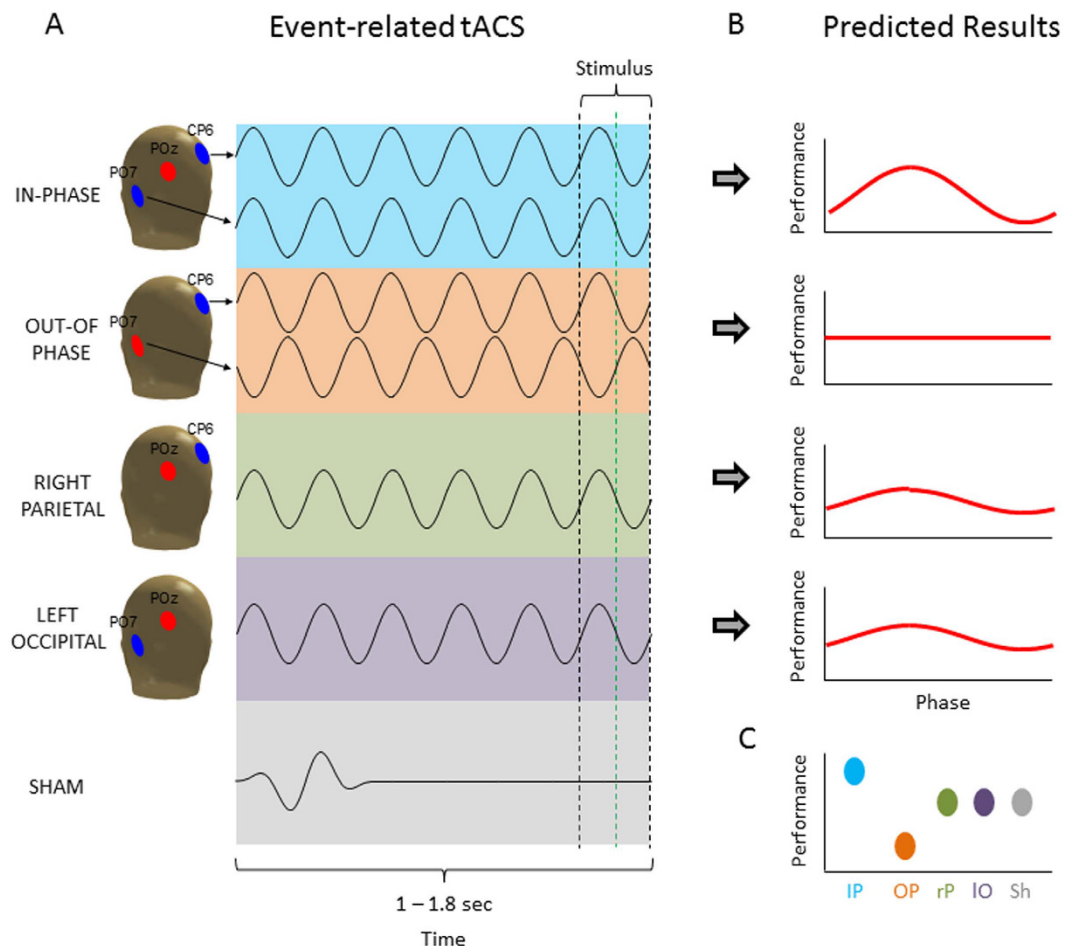 A
Event-related tACS
B
Predicted Results
Stimulus
IN-PHASE
CP6
POz
PO7
Performance
OUT-OF
PHASE
CP6
PO7
Performance
RIGHT
PARIETAL
CP6
POz
Performance
LEFT
OCCIPITAL
POz
PO7
Performance
Phase
SHAM
C
Performance
IP
OP
rP
lO
Sh
1 – 1.8 sec
Time